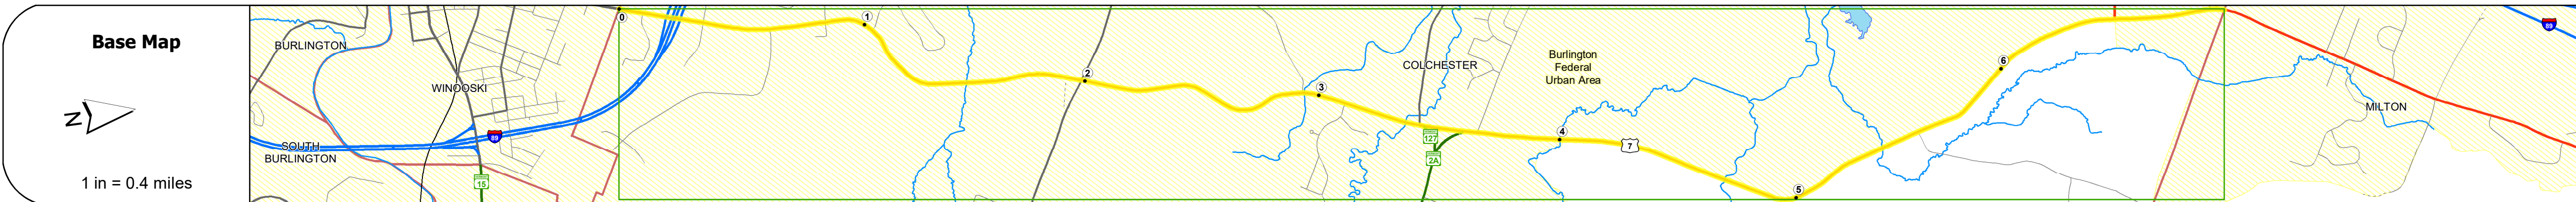 Base Map
N
1 in = 0.4 miles
BURLINGTON
WINOOSKI
SOUTH
BURLINGTON
89
15
0
1
2
3
COLCHESTER
127
2A
Burlington
Federal
Urban Area
4
7
5
6
MILTON
89